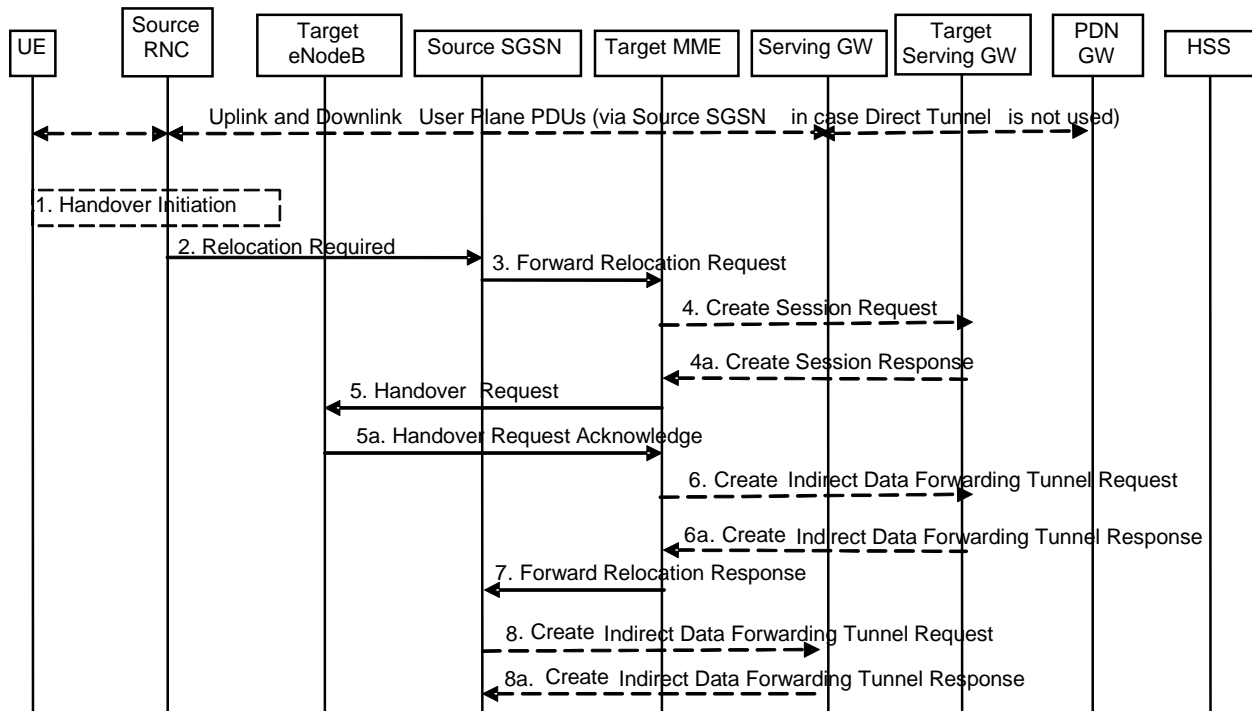 UE
Source
RNC
Target
eNodeB
Source SGSN
Target MME
Serving GW
Target
Serving GW
PDN
GW
HSS
Uplink and Downlink User Plane PDUs (via Source SGSN in case Direct Tunnel is not used)
1. Handover Initiation
2. Relocation Required
3. Forward Relocation Request
4. Create Session Request
4a. Create Session Response
5. Handover Request
5a. Handover Request Acknowledge
6. Create Indirect Data Forwarding Tunnel Request
6a. Create Indirect Data Forwarding Tunnel Response
7. Forward Relocation Response
8. Create Indirect Data Forwarding Tunnel Request
8a. Create Indirect Data Forwarding Tunnel Response